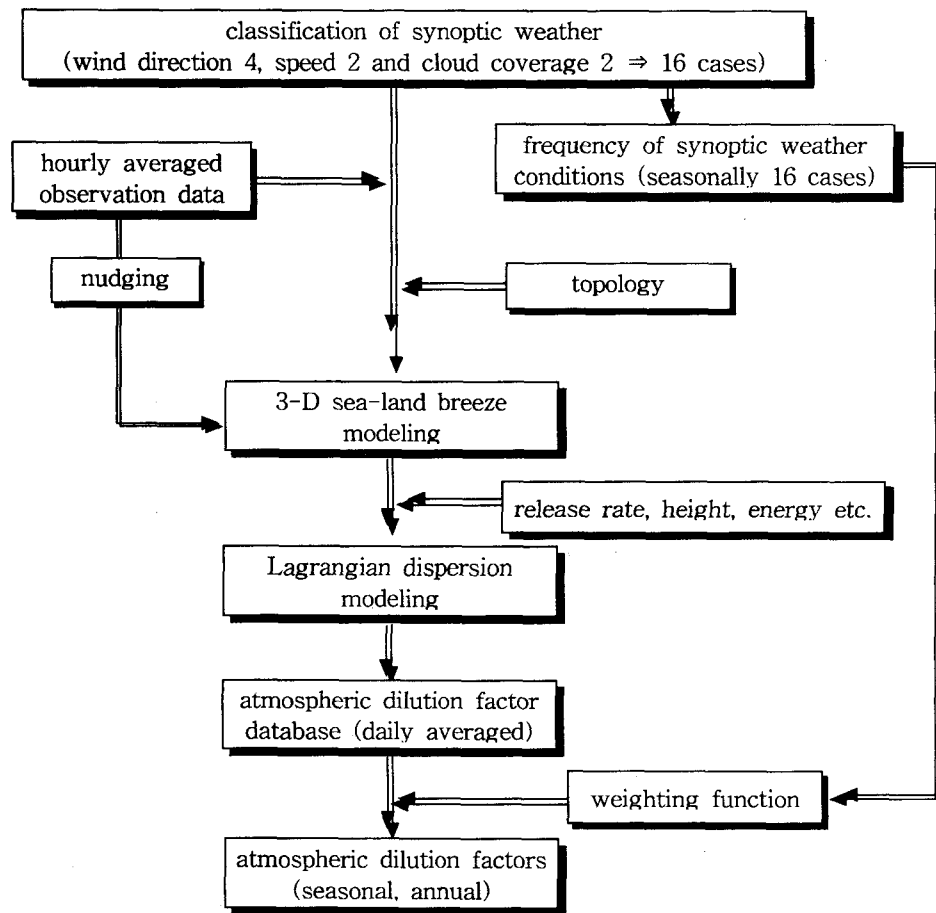 classification of synoptic weather
(wind direction 4, speed 2 and cloud coverage 2 ⇒ 16 cases)
frequency of synoptic weather
conditions (seasonally 16 cases)
hourly averaged
observation data
nudging
topology
3-D sea-land breeze
modeling
release rate, height, energy etc.
Lagrangian dispersion
modeling
atmospheric dilution factor
database (daily averaged)
weighting function
atmospheric dilution factors
(seasonal, annual)